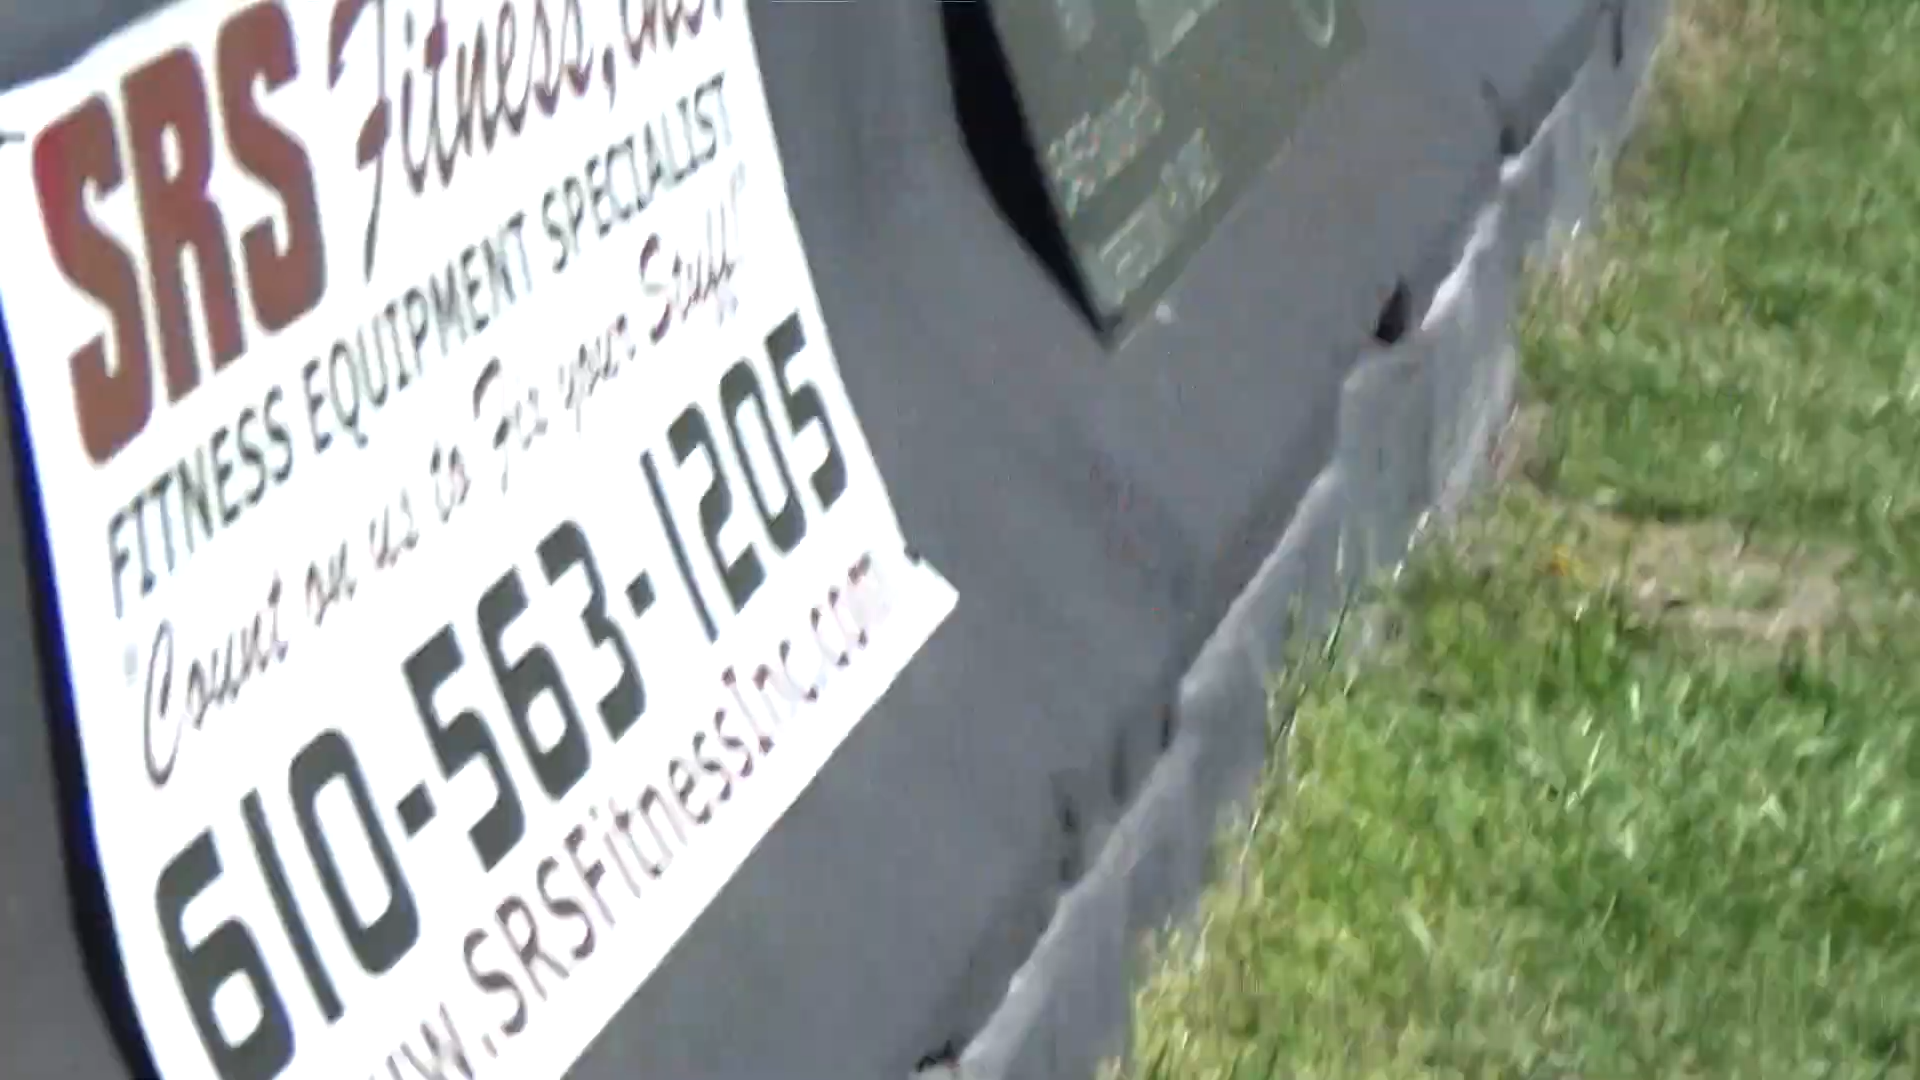 SRS Fitness, Inc.
FITNESS EQUIPMENT SPECIALIST
"Count on us to Fix your Stuff"
610-563-1205
www.SRSFitnessInc.com